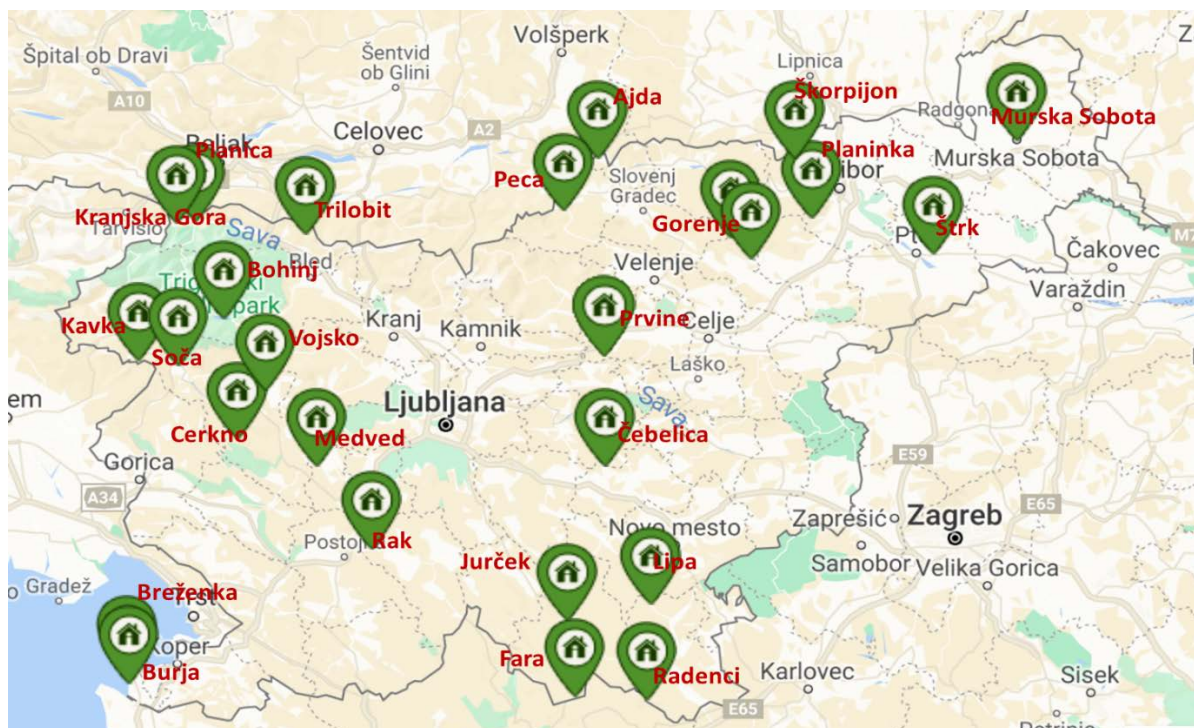 Volšperk
Špital ob Dravi
Šentvid
ob Glini
Lipnica
A10
Ajda
Škorpijon
Radgona
Murska Sobota
Celovec
A2
Planica
Planinka
Murska Sobota
Peca
Slovenj
Gradec
Kranjska Gora
Trilobit
Gorenje
Štrk
Tarvisio
Sava
M7
Bled
Bohinj
Velenje
Čakovec
Varaždin
Kavka
Kranj
Kamnik
Prvine
Celje
Vojsko
Soča
Laško
Ljubljana
Sava
Cerkno
Medved
Čebelica
Gorica
E59
A34
E65
Rak
Novo mesto
Zaprešić
Zagreb
Postoj
Jurček
Lipa
Samobor
Velika Gorica
Gradež
Breženka
Trst
Koper
Burja
Fara
Radenci
Karlovec
Sisek
E65